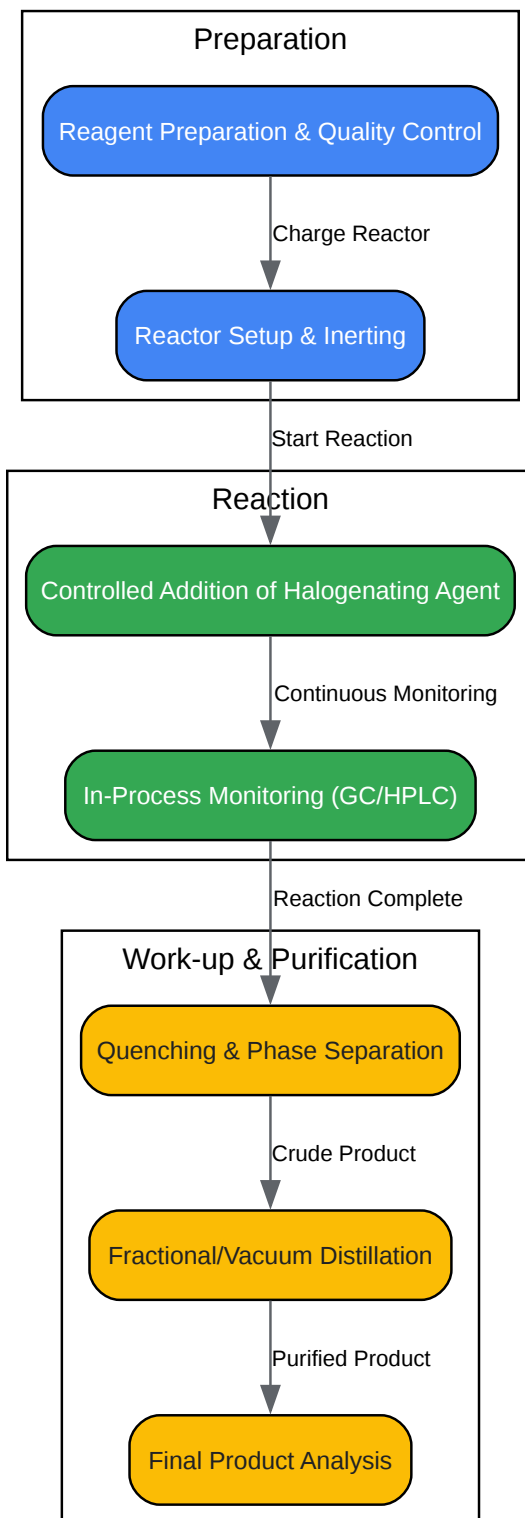 Preparation
Reagent Preparation & Quality Control
Charge Reactor
Reactor Setup & Inerting
Start Reaction
Reaction
Controlled Addition of Halogenating Agent
Continuous Monitoring
In-Process Monitoring (GC/HPLC)
Reaction Complete
Work-up & Purification
Quenching & Phase Separation
Crude Product
Fractional/Vacuum Distillation
Purified Product
Final Product Analysis